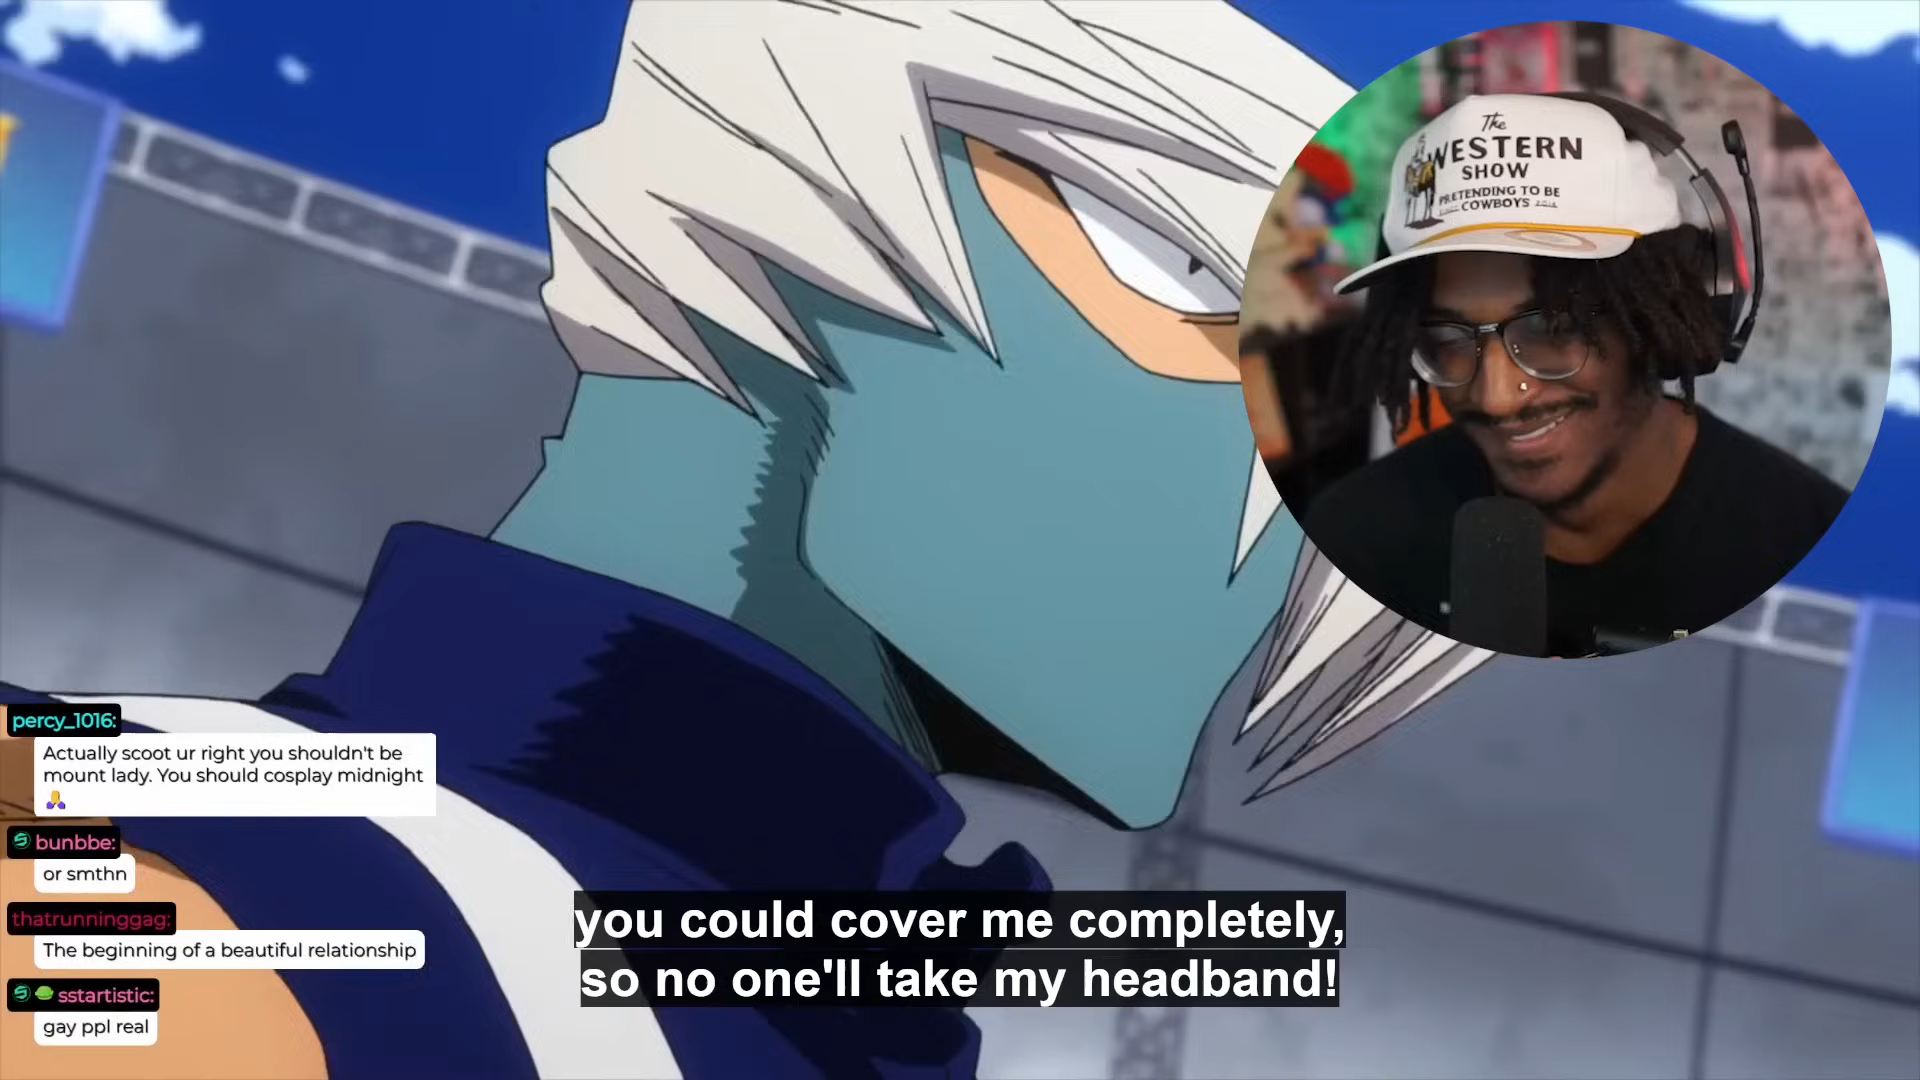 The
WESTERN
SHOW
PRETENDING TO BE
COWBOYS
percy_1016:
Actually scoot ur right you shouldn't be
mount lady. You should cosplay midnight
🙏
bunbbe:
or smthn
thatrunninggag:
The beginning of a beautiful relationship
sstartistic:
gay ppl real
you could cover me completely,
so no one'll take my headband!